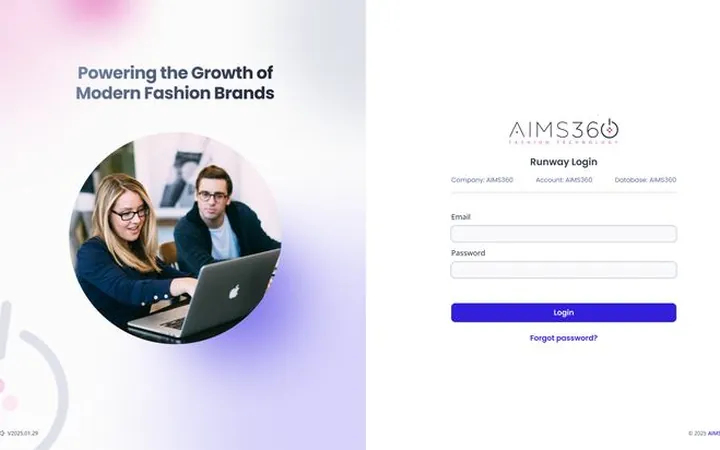 Powering the Growth of
Modern Fashion Brands
V2025.01.29
AIMS360
FASHION TECHNOLOGY
Runway Login
Company: AIMS360 Account: AIMS360 Database: AIMS360
Email
Password
Login
Forgot password?
© 2025 AIMS